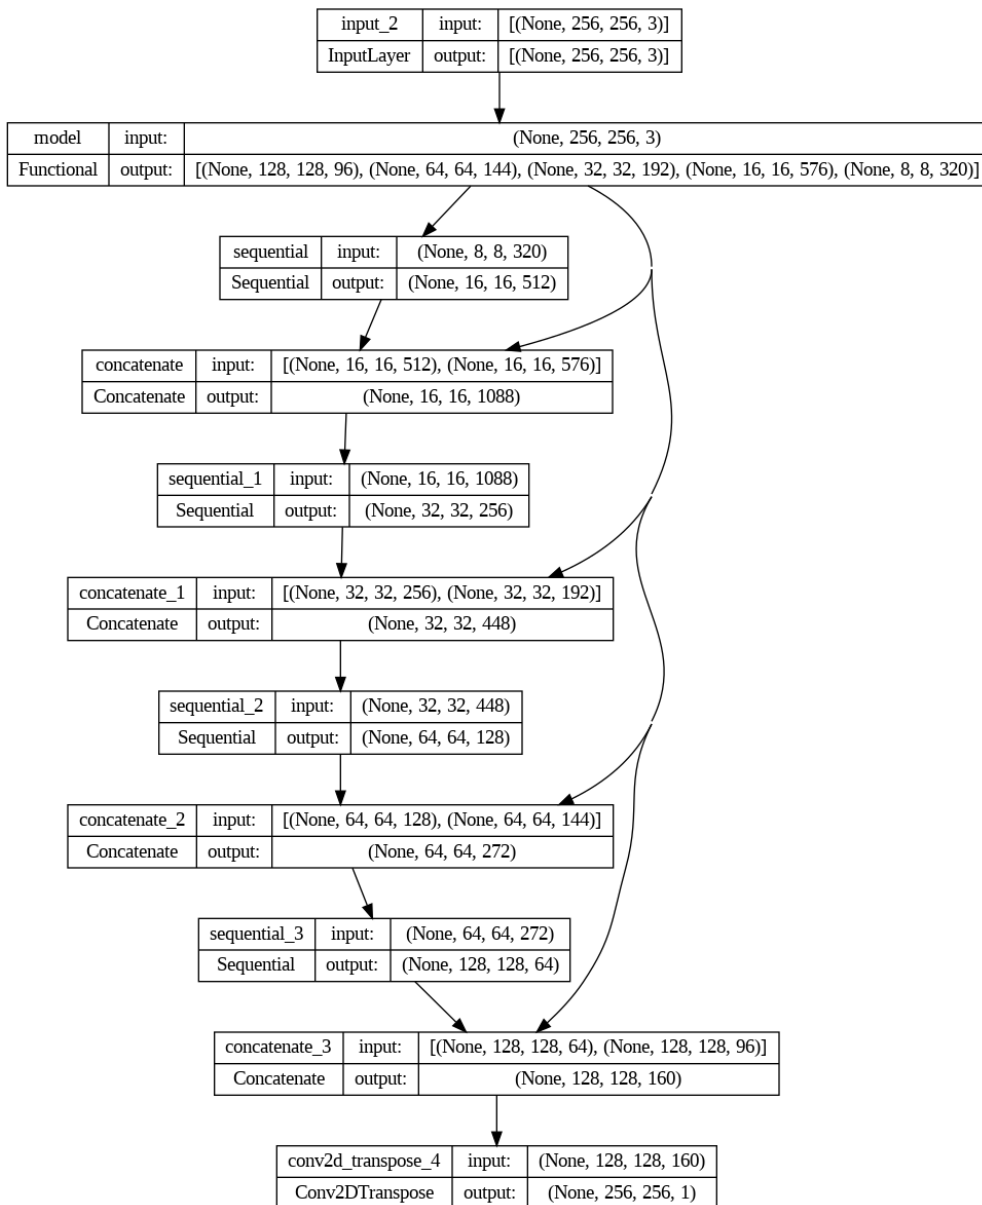 input_2 input: [(None, 256, 256, 3)]
InputLayer output: [(None, 256, 256, 3)]
model input: (None, 256, 256, 3)
Functional output: [(None, 128, 128, 96), (None, 64, 64, 144), (None, 32, 32, 192), (None, 16, 16, 576), (None, 8, 8, 320)]
sequential input: (None, 8, 8, 320)
Sequential output: (None, 16, 16, 512)
concatenate input: [(None, 16, 16, 512), (None, 16, 16, 576)]
Concatenate output: (None, 16, 16, 1088)
sequential_1 input: (None, 16, 16, 1088)
Sequential output: (None, 32, 32, 256)
concatenate_1 input: [(None, 32, 32, 256), (None, 32, 32, 192)]
Concatenate output: (None, 32, 32, 448)
sequential_2 input: (None, 32, 32, 448)
Sequential output: (None, 64, 64, 128)
concatenate_2 input: [(None, 64, 64, 128), (None, 64, 64, 144)]
Concatenate output: (None, 64, 64, 272)
sequential_3 input: (None, 64, 64, 272)
Sequential output: (None, 128, 128, 64)
concatenate_3 input: [(None, 128, 128, 64), (None, 128, 128, 96)]
Concatenate output: (None, 128, 128, 160)
conv2d_transpose_4 input: (None, 128, 128, 160)
Conv2DTranspose output: (None, 256, 256, 1)